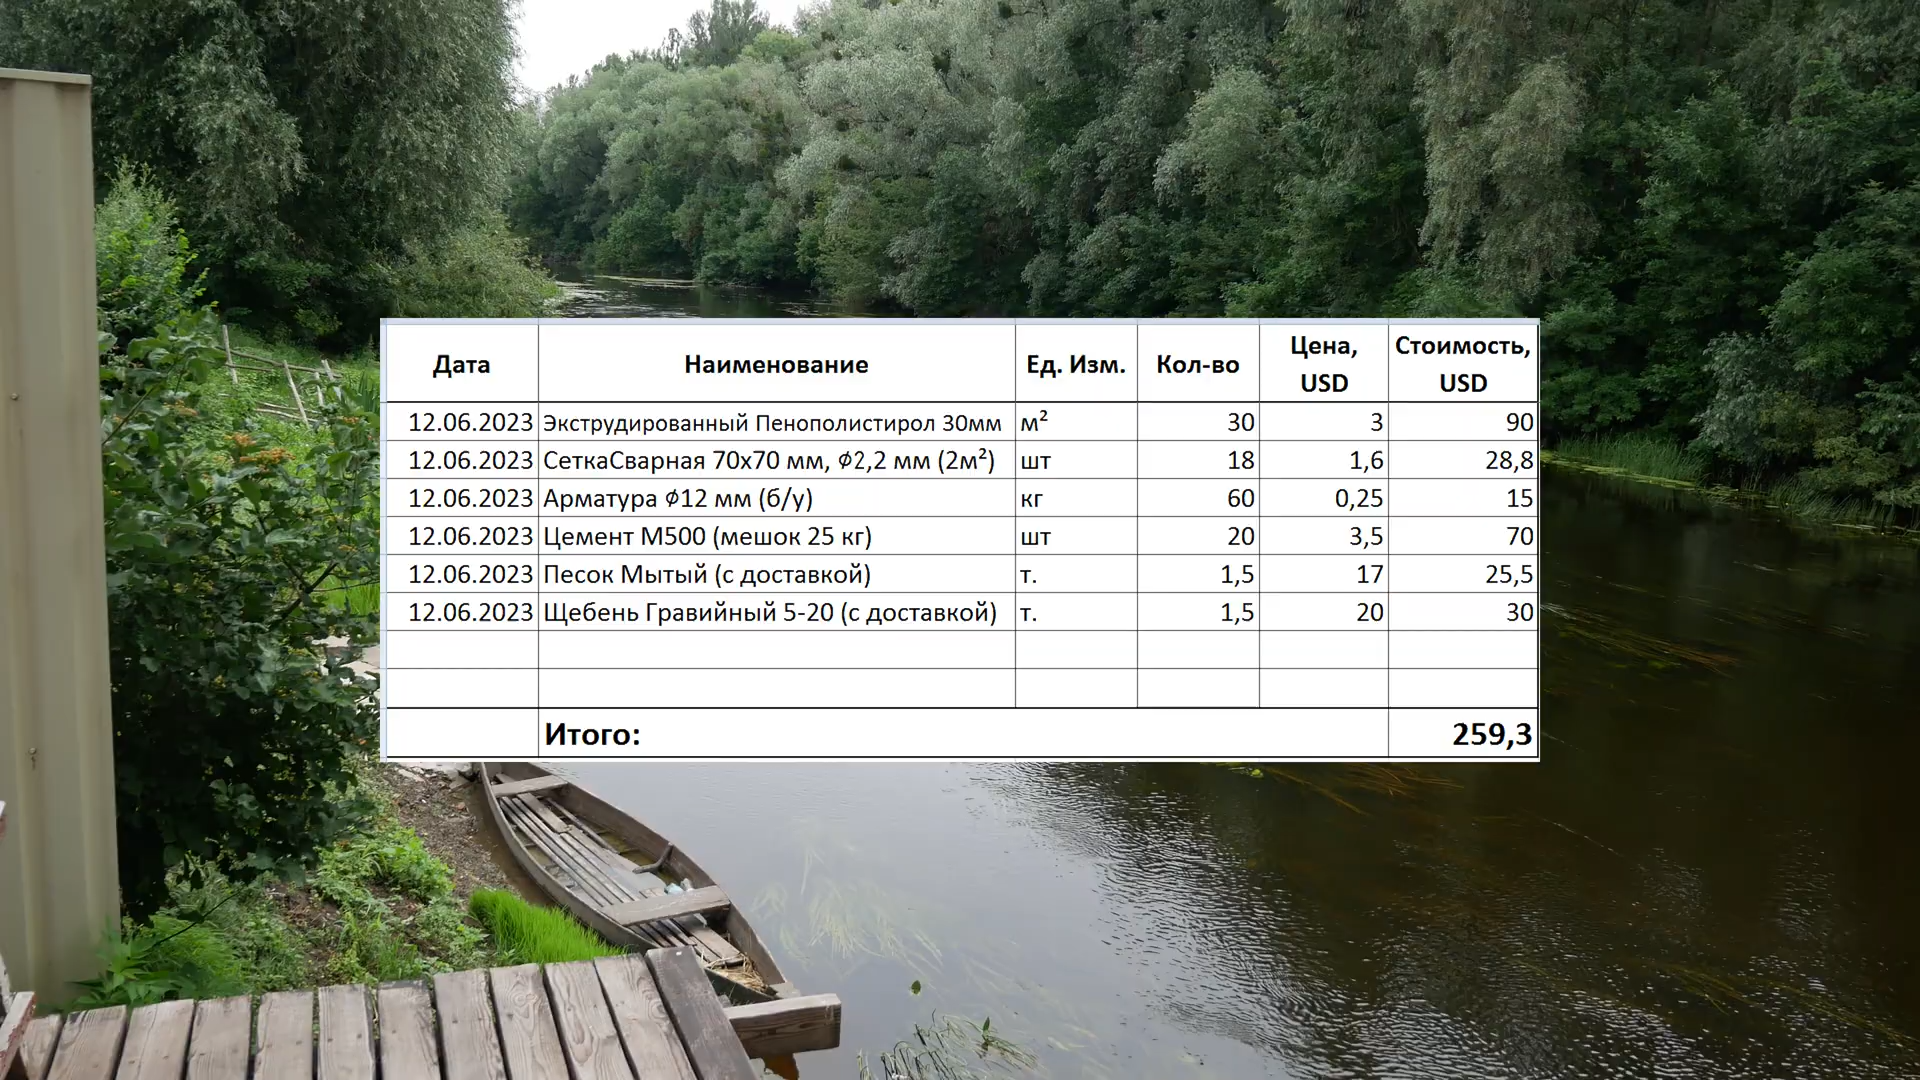 Дата Наименование Ед. Изм. Кол-во Цена, USD Стоимость, USD
12.06.2023 Экструдированный Пенополистирол 30мм м² 30 3 90
12.06.2023 СеткаСварная 70х70 мм, ⌀2,2 мм (2м²) шт 18 1,6 28,8
12.06.2023 Арматура ⌀12 мм (б/у) кг 60 0,25 15
12.06.2023 Цемент М500 (мешок 25 кг) шт 20 3,5 70
12.06.2023 Песок Мытый (с доставкой) т. 1,5 17 25,5
12.06.2023 Щебень Гравийный 5-20 (с доставкой) т. 1,5 20 30
Итого: 259,3